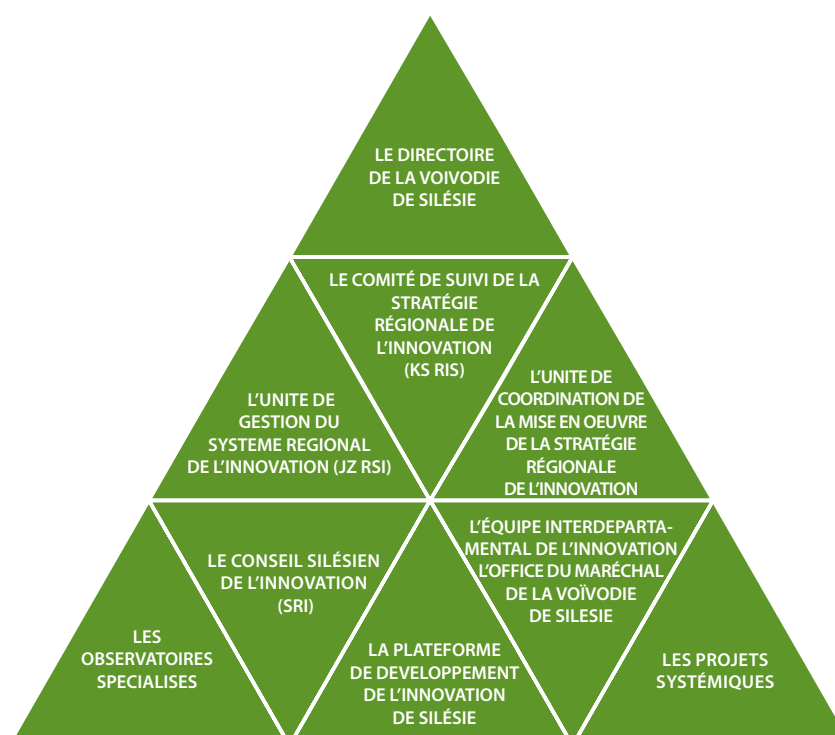 LE DIRECTOIRE
DE LA VOIVODIE
DE SILÉSIE
LE COMITÉ DE SUIVI DE LA
STRATÉGIE
RÉGIONALE DE
L'INNOVATION
(KS RIS)
L'UNITE DE
GESTION DU
SYSTEME REGIONAL
DE L'INNOVATION (JZ RSI)
L'UNITE DE
COORDINATION DE
LA MISE EN OEUVRE
DE LA STRATÉGIE
RÉGIONALE
DE L'INNOVATION
LES
OBSERVATOIRES
SPECIALISES
LE CONSEIL SILÉSIEN
DE L'INNOVATION
(SRI)
LA PLATEFORME
DE DEVELOPPEMENT
DE L'INNOVATION
DE SILÉSIE
L'ÉQUIPE INTERDEPARTA-
MENTAL DE L'INNOVATION
L'OFFICE DU MARÉCHAL
DE LA VOÏVODIE
DE SILESIE
LES PROJETS
SYSTÉMIQUES